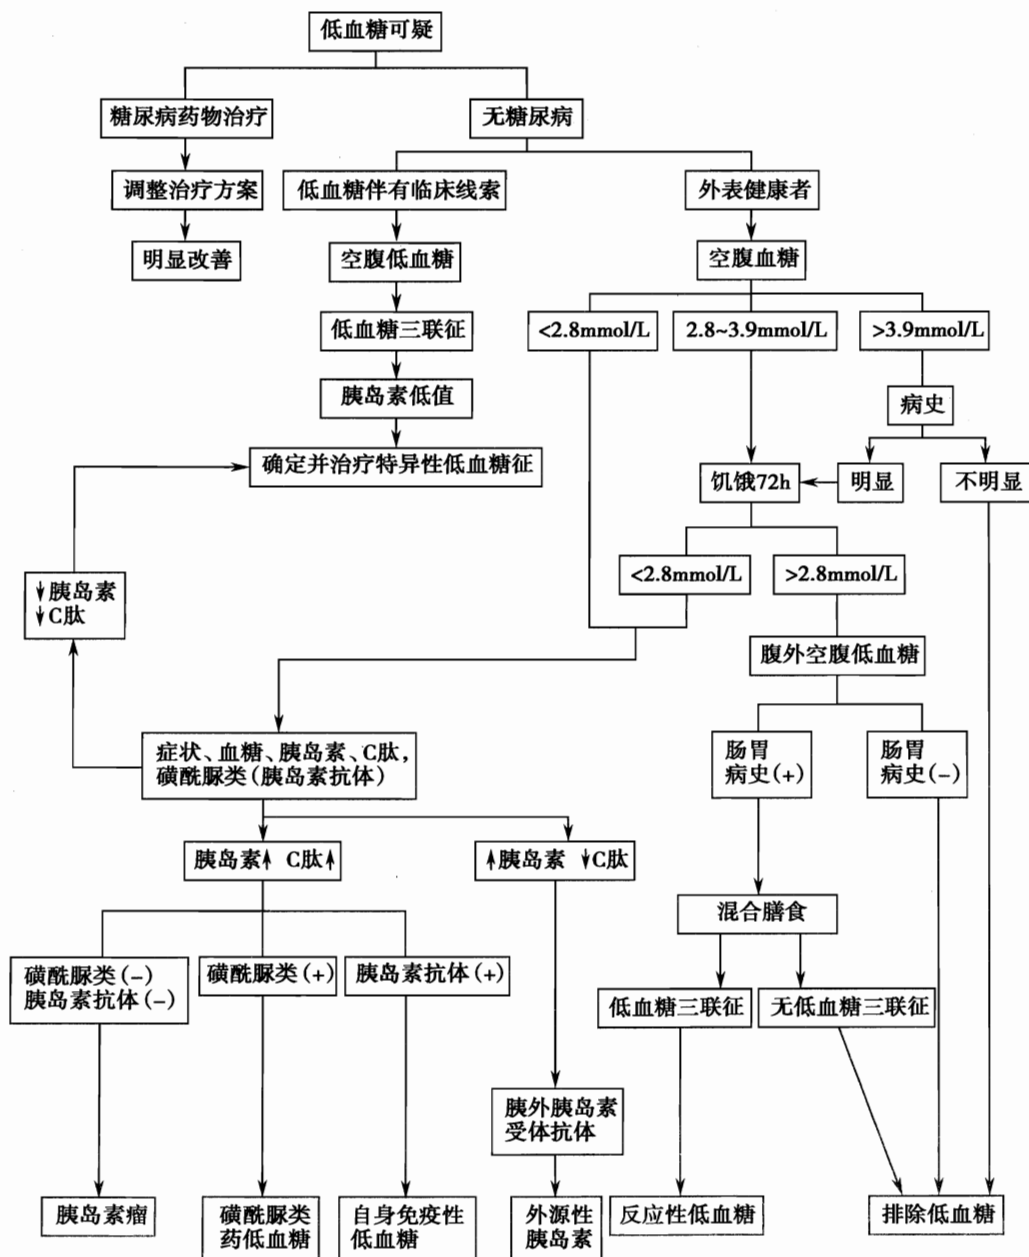 低血糖可疑
糖尿病药物治疗
无糖尿病
调整治疗方案
低血糖伴有临床线索
外表健康者
明显改善
空腹低血糖
空腹血糖
低血糖三联征
<2.8mmol/L
2.8~3.9mmol/L
>3.9mmol/L
胰岛素低值
病史
确定并治疗特异性低血糖征
饥饿72h
明显
不明显
<2.8mmol/L
>2.8mmol/L
↓胰岛素
↓C肽
腹外空腹低血糖
症状、血糖、胰岛素、C肽，
磺酰脲类(胰岛素抗体)
肠胃
病史(+)
肠胃
病史(-)
胰岛素↑ C肽↑
↑胰岛素 ↓C肽
混合膳食
磺酰脲类(-)
胰岛素抗体(-)
磺酰脲类(+)
胰岛素抗体(+)
低血糖三联征
无低血糖三联征
胰外胰岛素
受体抗体
胰岛素瘤
磺酰脲类
药低血糖
自身免疫性
低血糖
外源性
胰岛素
反应性低血糖
排除低血糖